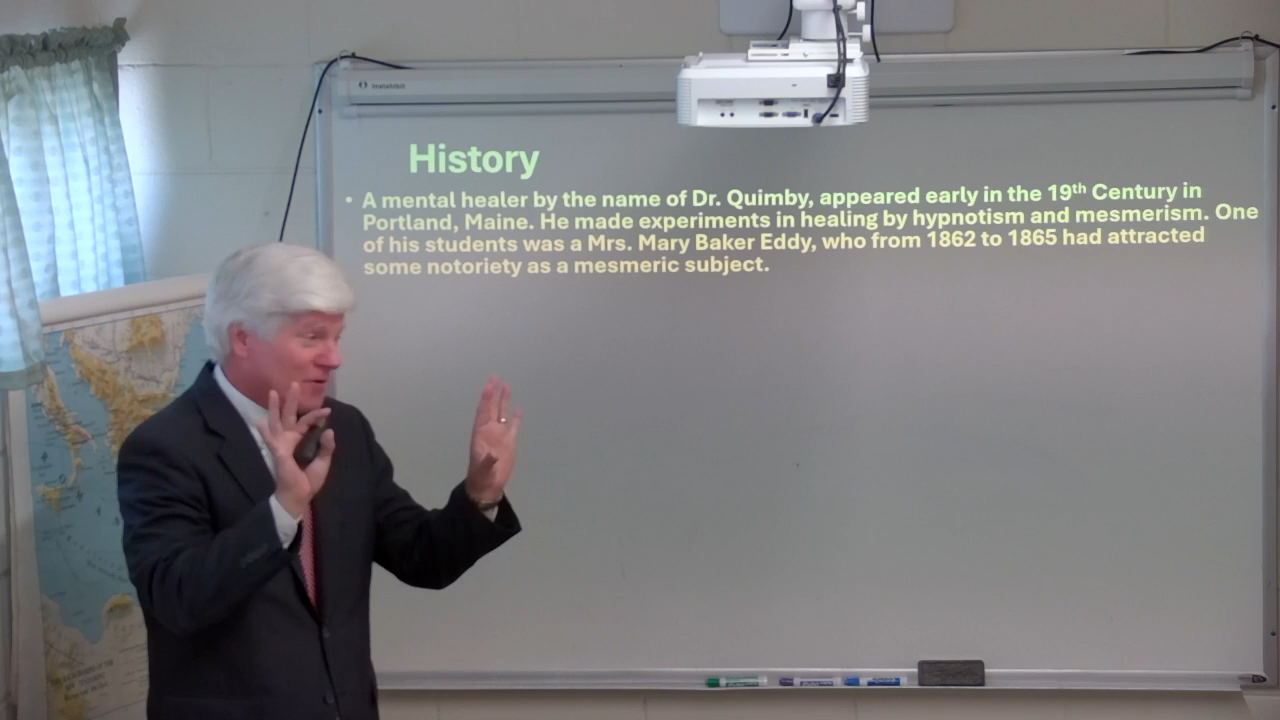 instahibit
History
• A mental healer by the name of Dr. Quimby, appeared early in the 19th Century in
Portland, Maine. He made experiments in healing by hypnotism and mesmerism. One
of his students was a Mrs. Mary Baker Eddy, who from 1862 to 1865 had attracted
some notoriety as a mesmeric subject.